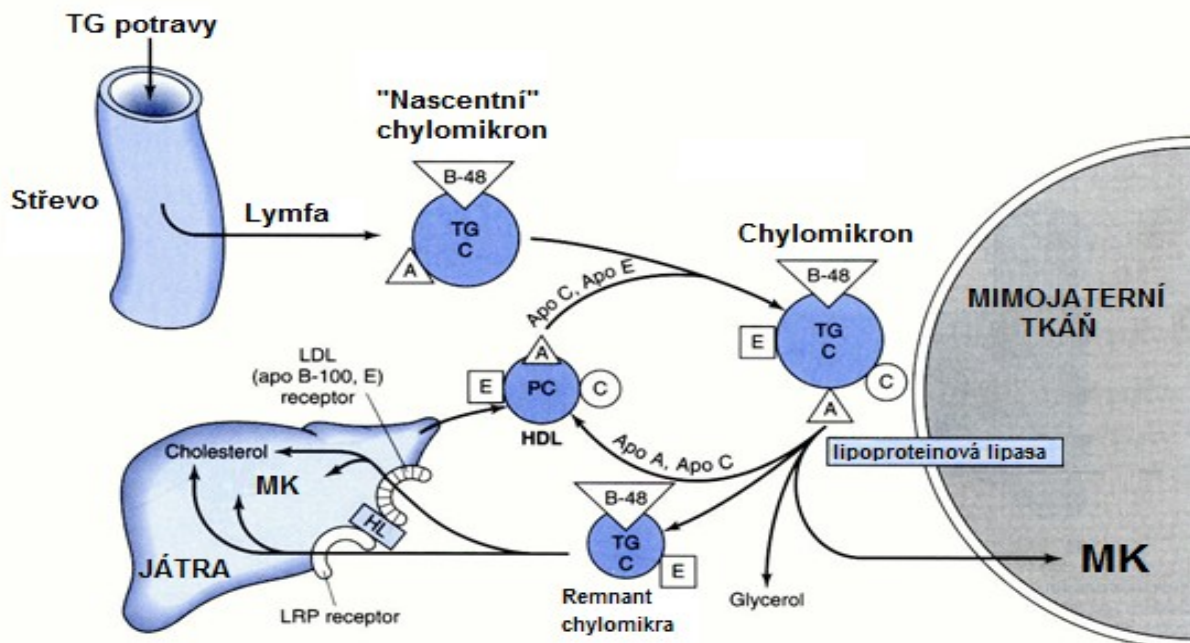 TG potravy
"Nascentní"
chylomikron
B-48
TG
C
A
Střevo
Lymfa
Chylomikron
B-48
TG
C
E
C
A
MIMOJATERNÍ
TKÁŇ
Apo C, Apo E
LDL
(apo B-100, E)
receptor
A
E
PC
C
HDL
Apo A, Apo C
lipoproteinová lipasa
Cholesterol
MK
HL
JÁTRA
LRP receptor
B-48
TG
C
E
Remnant
chylomikra
Glycerol
MK